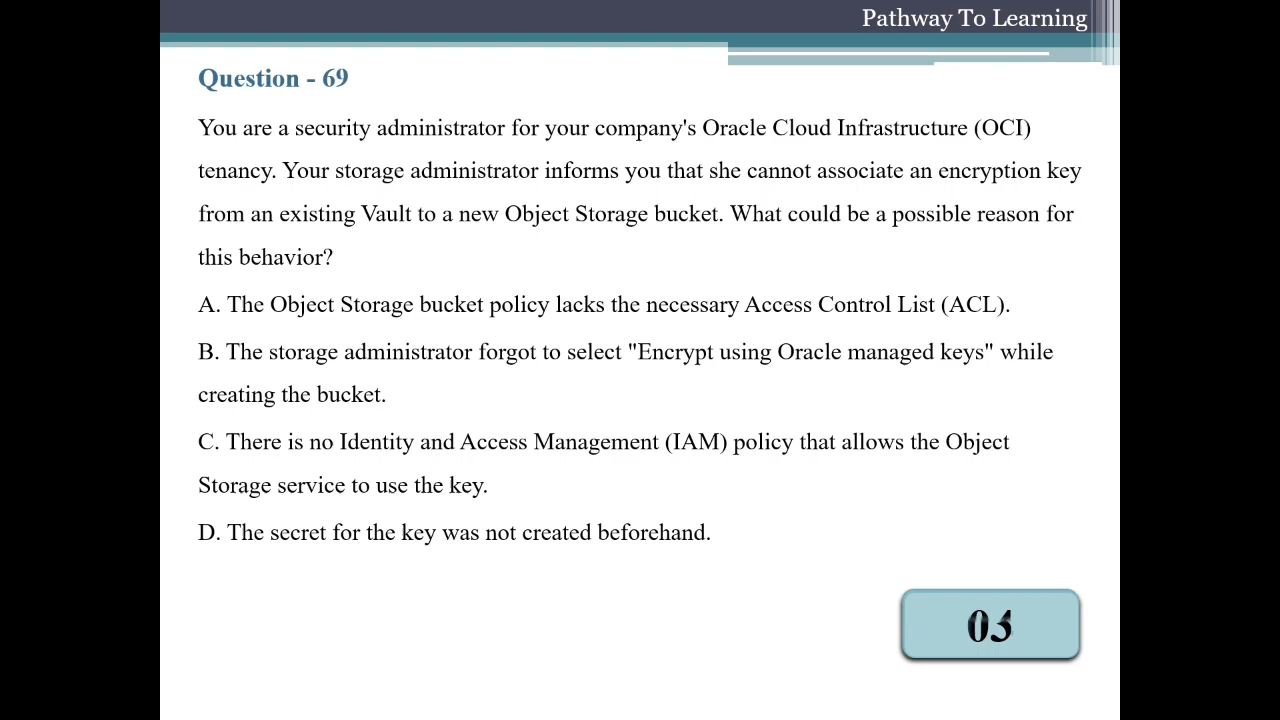 Pathway To Learning
Question - 69
You are a security administrator for your company's Oracle Cloud Infrastructure (OCI)
tenancy. Your storage administrator informs you that she cannot associate an encryption key
from an existing Vault to a new Object Storage bucket. What could be a possible reason for
this behavior?
A. The Object Storage bucket policy lacks the necessary Access Control List (ACL).
B. The storage administrator forgot to select "Encrypt using Oracle managed keys" while
creating the bucket.
C. There is no Identity and Access Management (IAM) policy that allows the Object
Storage service to use the key.
D. The secret for the key was not created beforehand.